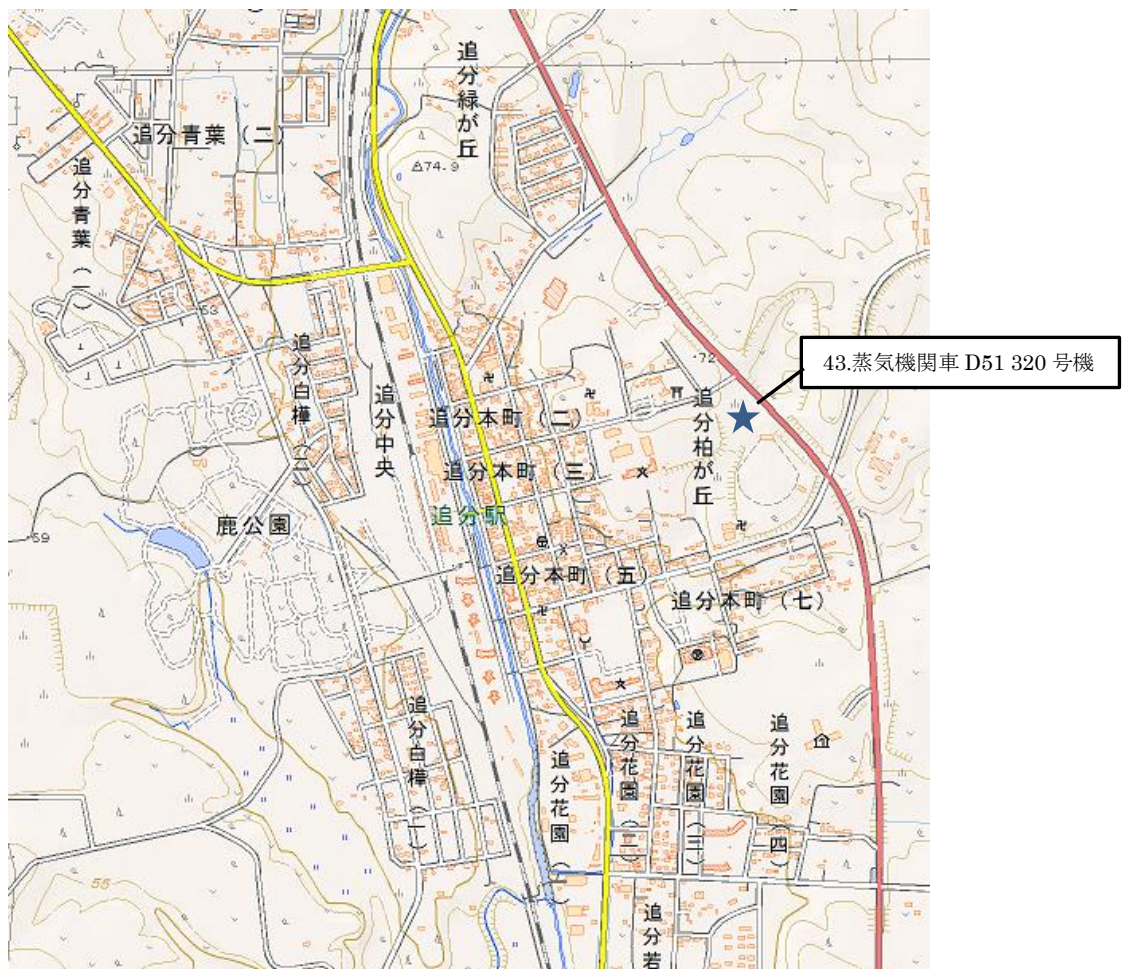 追分緑が丘
追分青葉（二）
74.9
追分青葉（一）
53
43.蒸気機関車 D51 320 号機
72
追分白樺（二）
追分中央
追分本町（二）
追分柏が丘
追分本町（三）
追分駅
鹿公園
59
追分本町（五）
追分本町（七）
追分白樺（一）
追分花園（一）
追分花園（二）
追分花園（三）
追分花園（四）
55
追分若